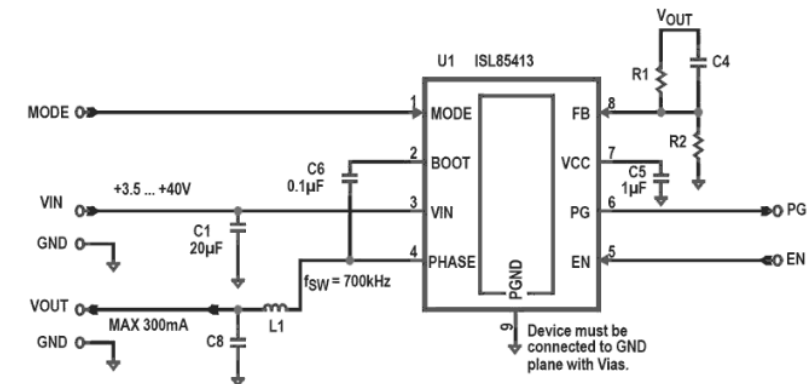 VOUT
U1 ISL85413
R1
C4
MODE
1
MODE
FB
8
R2
2
BOOT
VCC
7
C6
0.1µF
C5
1µF
VIN
+3.5 ... +40V
3
VIN
PG
6
PG
C1
20µF
GND
4
PHASE
EN
5
EN
fSW = 700kHz
PGND
VOUT
MAX 300mA
L1
C8
GND
9
Device must be
connected to GND
plane with Vias.